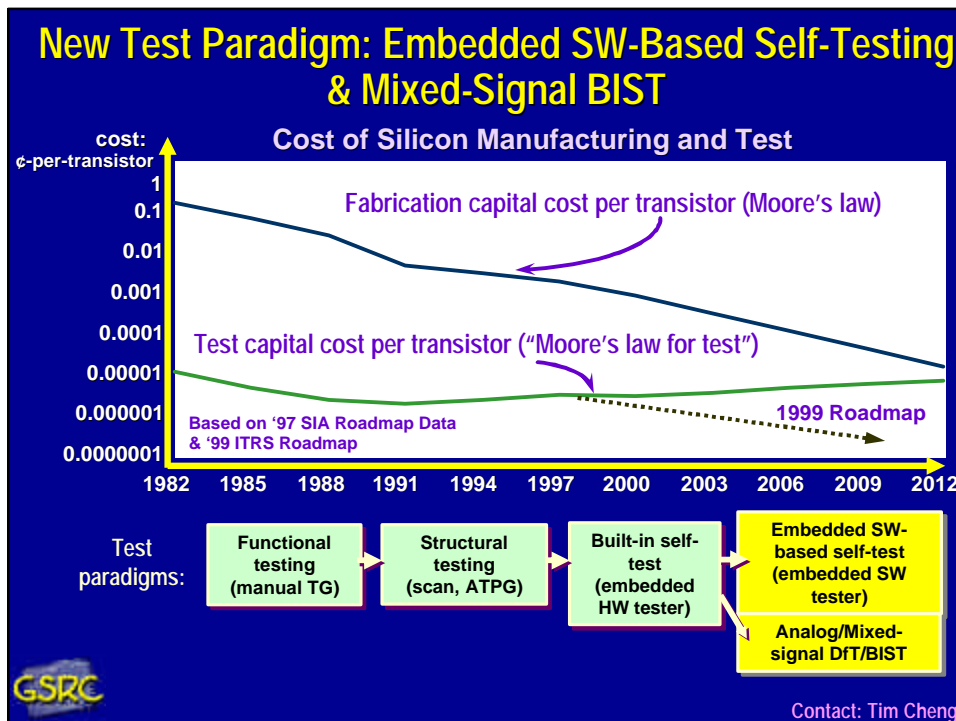 New Test Paradigm: Embedded SW-Based Self-Testing
& Mixed-Signal BIST
cost:
¢-per-transistor
Cost of Silicon Manufacturing and Test
1
0.1
0.01
0.001
0.0001
0.00001
0.000001
0.0000001
Fabrication capital cost per transistor (Moore's law)
Test capital cost per transistor (“Moore's law for test”)
Based on ‘97 SIA Roadmap Data
& ‘99 ITRS Roadmap
1999 Roadmap
1982 1985 1988 1991 1994 1997 2000 2003 2006 2009 2012
Test
paradigms:
Functional
testing
(manual TG)
Structural
testing
(scan, ATPG)
Built-in self-
test
(embedded
HW tester)
Embedded SW-
based self-test
(embedded SW
tester)
Analog/Mixed-
signal DfT/BIST
GSRC
Contact: Tim Cheng